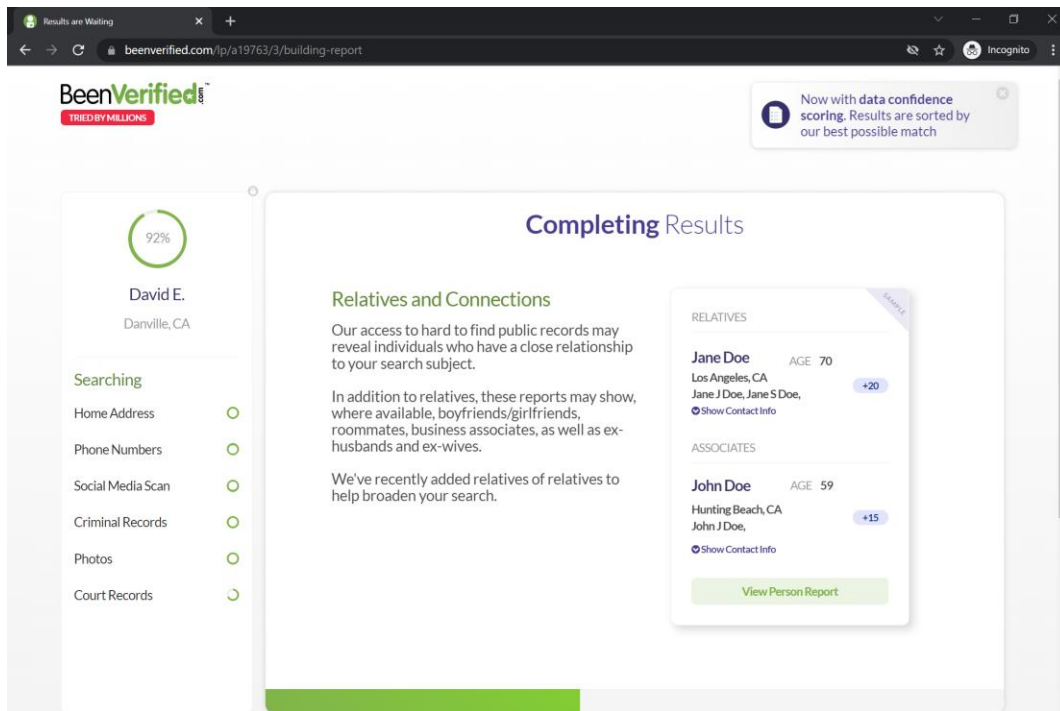 Results are Waiting
beenverified.com/lp/a19763/3/building-report
Incognito
BeenVerified.com™
TRIED BY MILLIONS
Now with data confidence
scoring. Results are sorted by
our best possible match
92%
David E.
Danville, CA
Searching
Home Address
Phone Numbers
Social Media Scan
Criminal Records
Photos
Court Records
Completing Results
Relatives and Connections
Our access to hard to find public records may
reveal individuals who have a close relationship
to your search subject.
In addition to relatives, these reports may show,
where available, boyfriends/girlfriends,
roommates, business associates, as well as ex-
husbands and ex-wives.
We've recently added relatives of relatives to
help broaden your search.
SAMPLE
RELATIVES
Jane Doe AGE 70
Los Angeles, CA
Jane J Doe, Jane S Doe,
+20
Show Contact Info
ASSOCIATES
John Doe AGE 59
Hunting Beach, CA
John J Doe,
+15
Show Contact Info
View Person Report